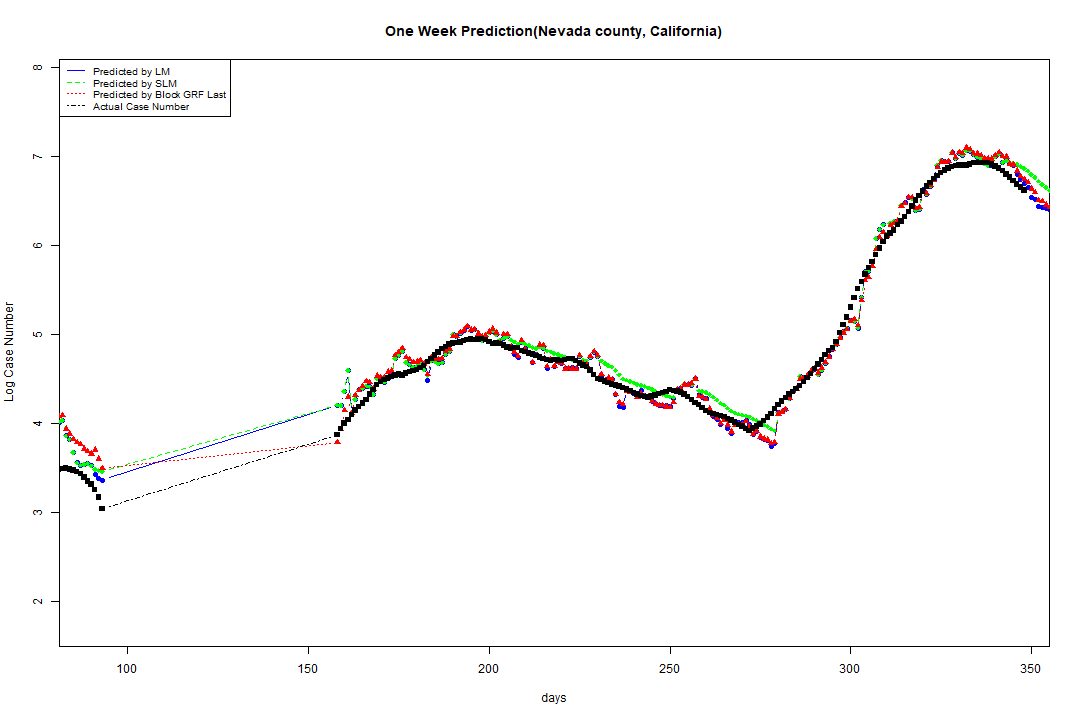 One Week Prediction(Nevada county, California)
Predicted by LM
Predicted by SLM
Predicted by Block GRF Last
Actual Case Number
8
7
6
5
4
3
2
Log Case Number
100 150 200 250 300 350
days